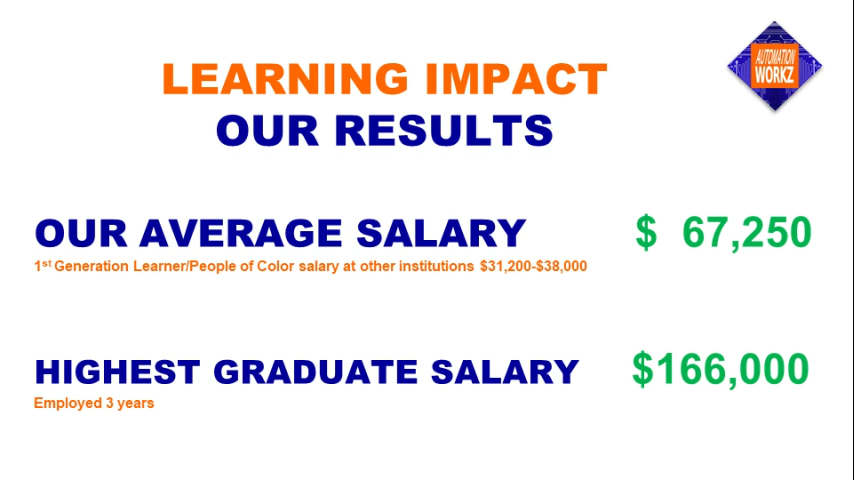 AUTOMATION
WORKZ
LEARNING IMPACT
OUR RESULTS
OUR AVERAGE SALARY $ 67,250
1st Generation Learner/People of Color salary at other institutions $31,200-$38,000
HIGHEST GRADUATE SALARY $166,000
Employed 3 years